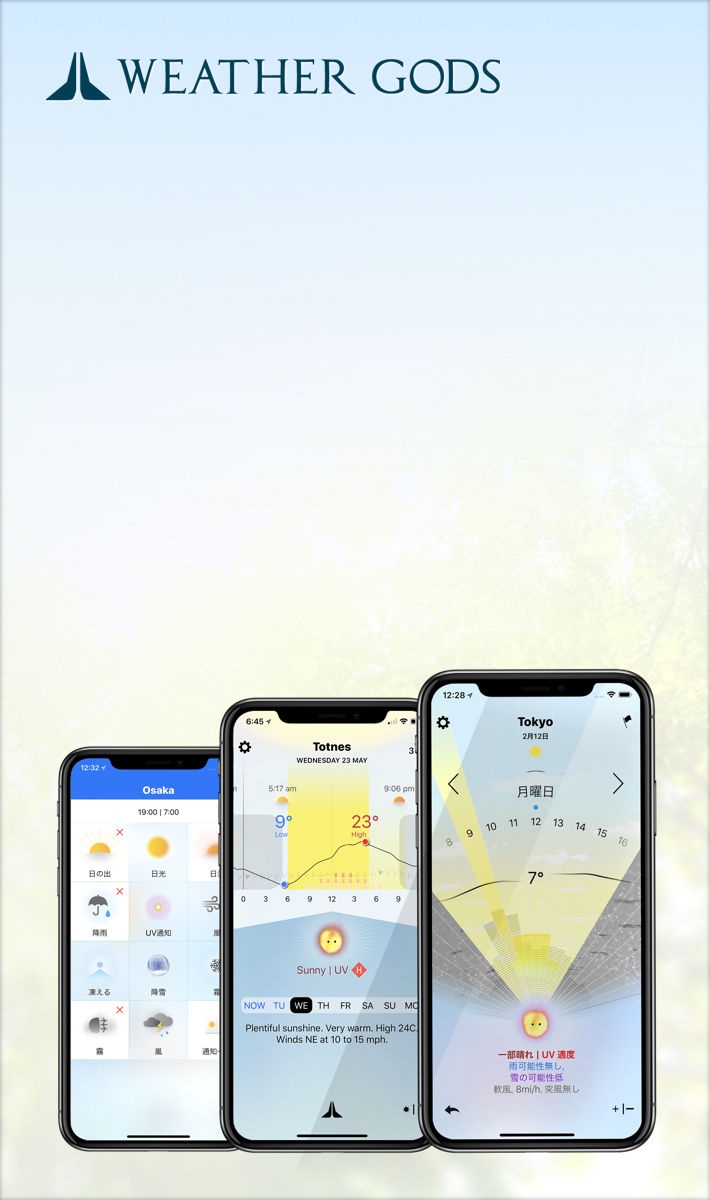 WEATHER GODS
12:32
Osaka
19:00 | 7:00
日の出
日光
降雨
UV通知
凍える
降雪
霜
霧
嵐
6:45
Totnes
WEDNESDAY 23 MAY
5:17 am
9:06 pm
9°
Low
23°
High
0 3 6 9 12 3 6 9
Sunny | UV H
NOW TU WE TH FR SA SU MO
Plentiful sunshine. Very warm. High 24C.
Winds NE at 10 to 15 mph.
12:28
Tokyo
2月12日
月曜日
8 9 10 11 12 13 14 15 16
7°
一部晴れ | UV 適度
雨可能性無し,
雪の可能性低
軟風, 8mi/h, 突風無し
+ | −